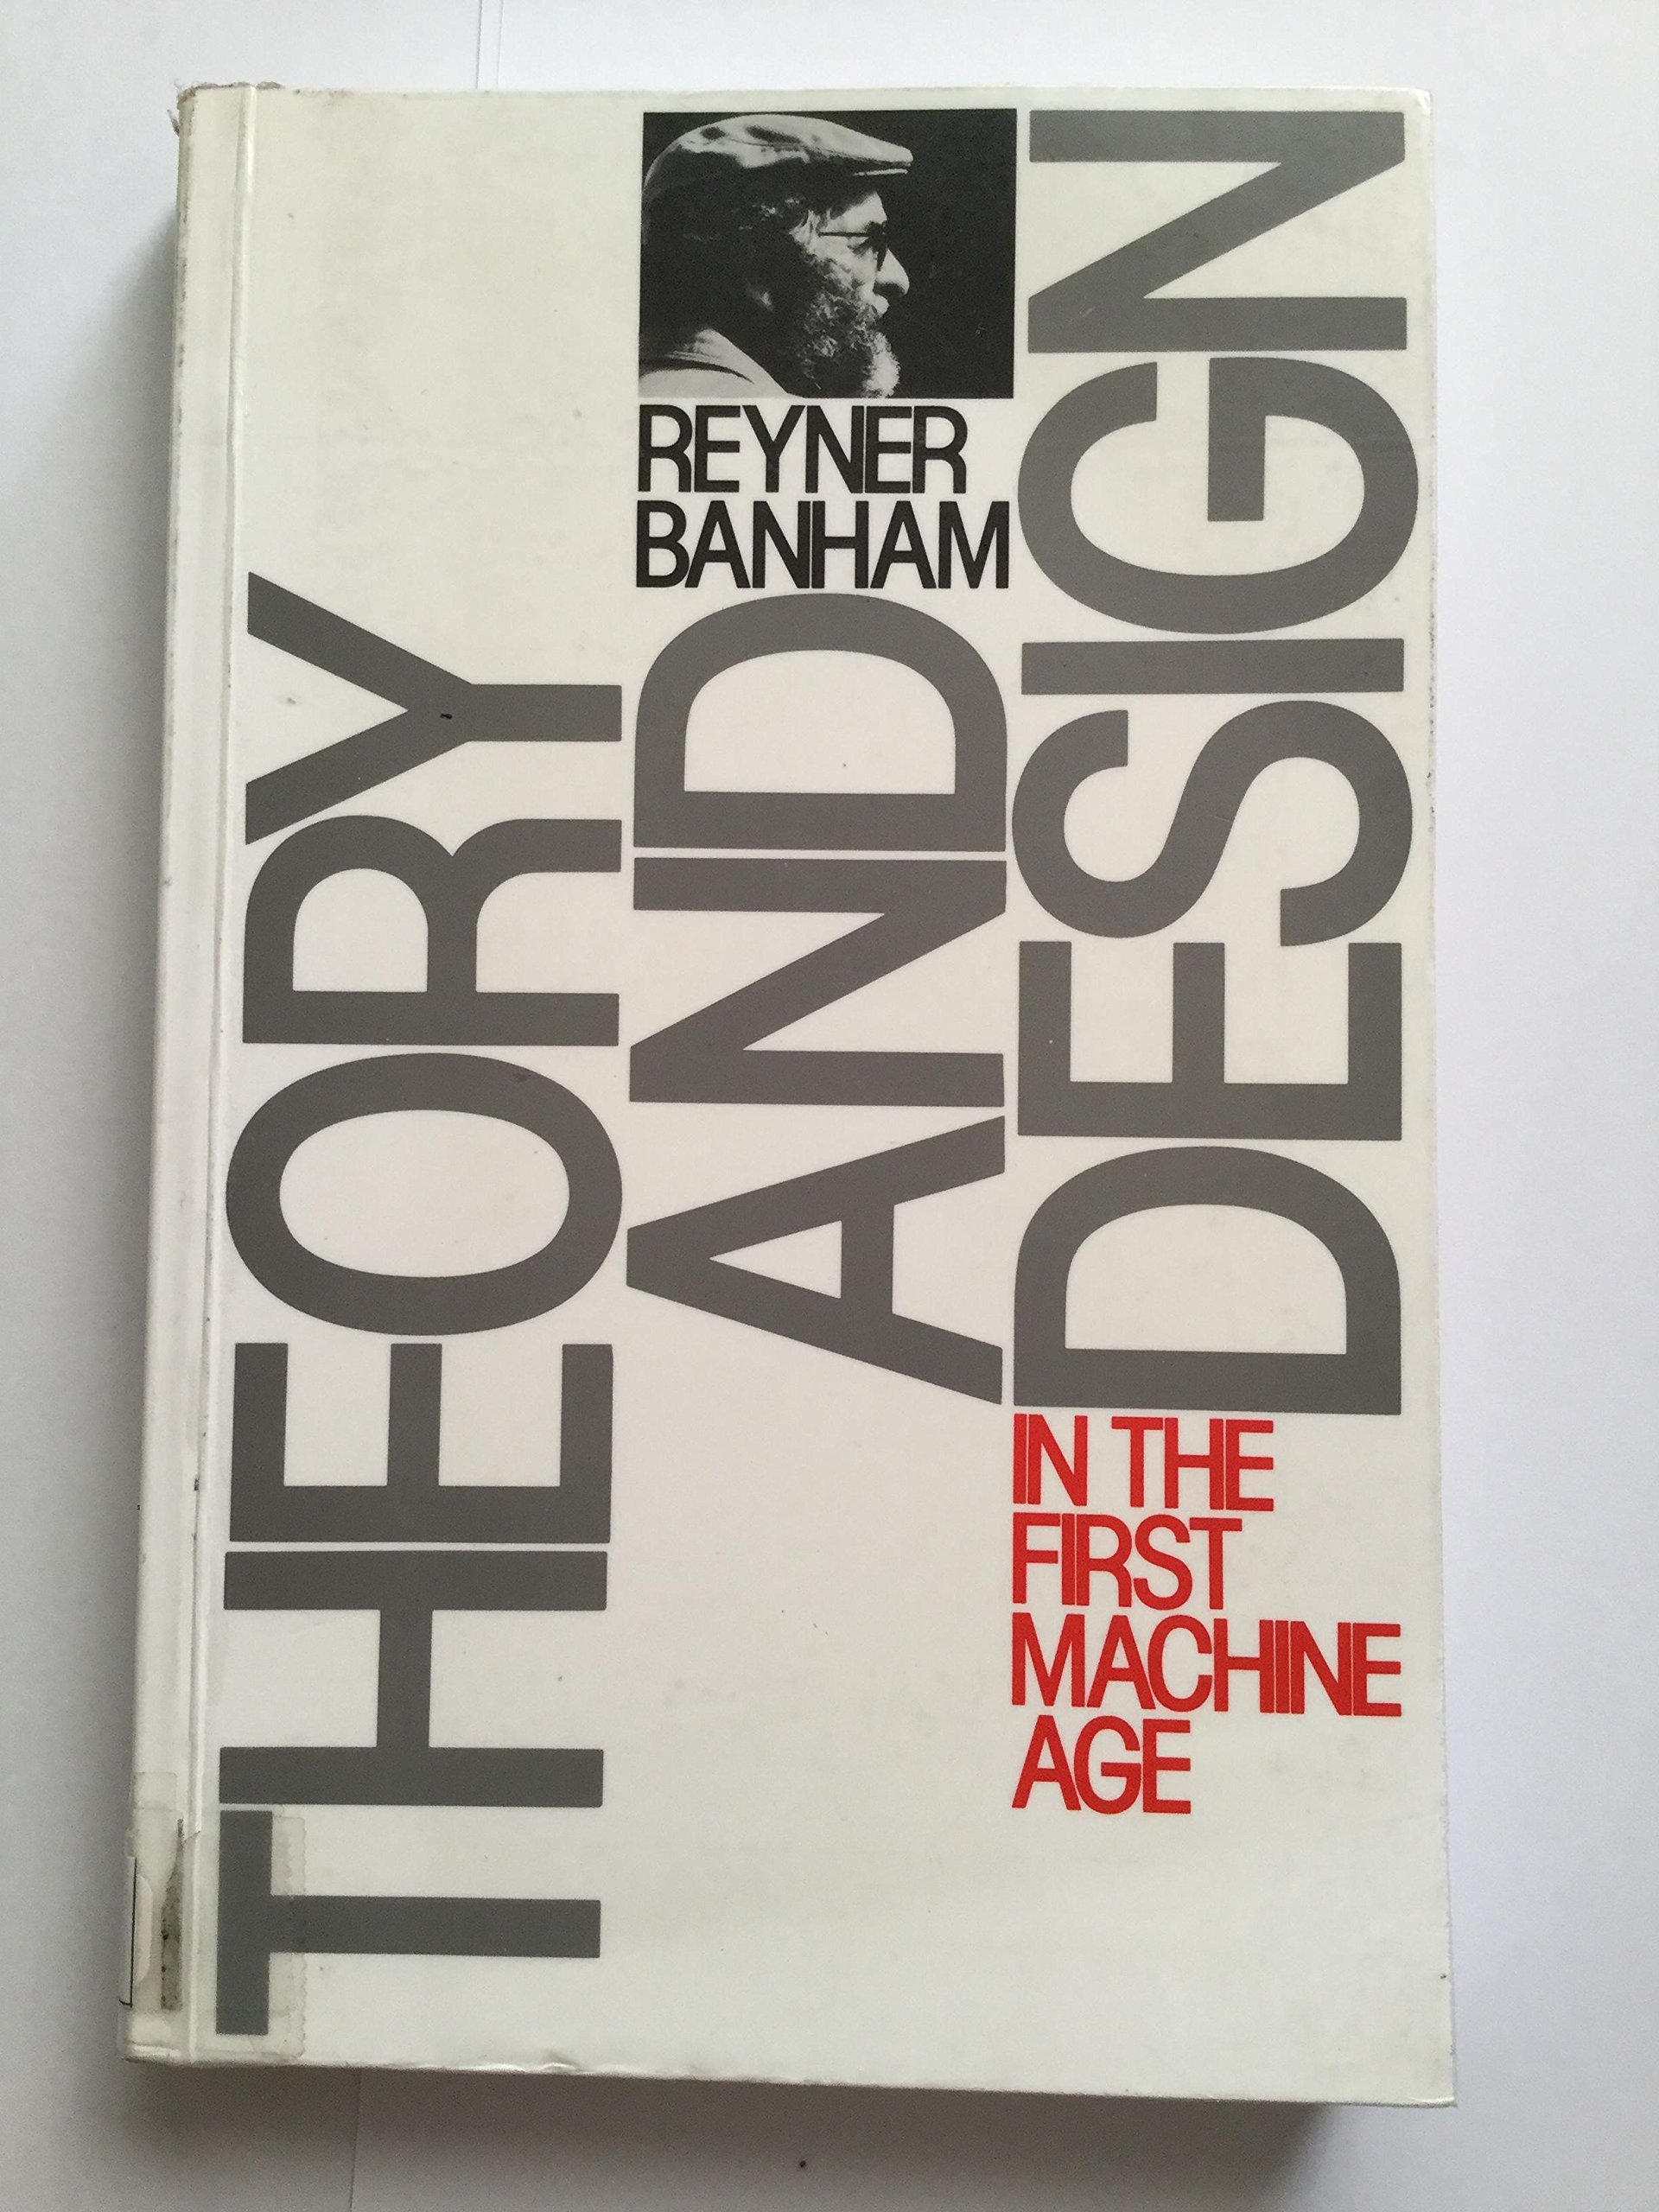 THEORY
AND
DESIGN
IN THE
FIRST
MACHINE
AGE
REYNER
BANHAM